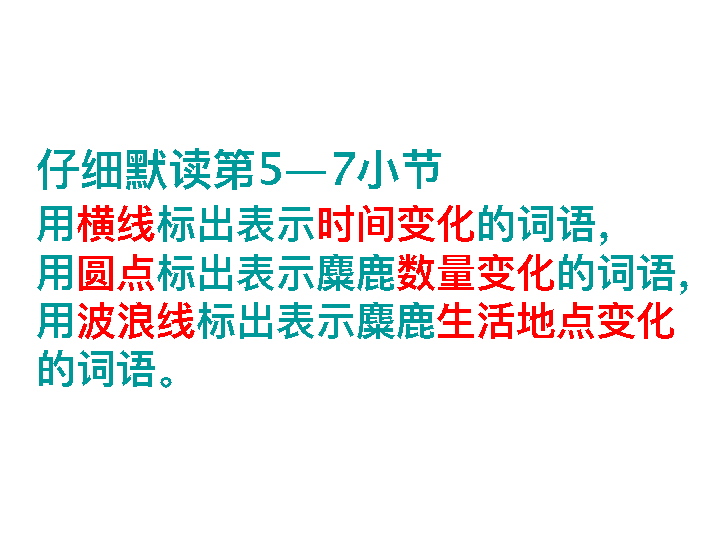 仔细默读第5—7小节
用横线标出表示时间变化的词语，
用圆点标出表示麋鹿数量变化的词语，
用波浪线标出表示麋鹿生活地点变化
的词语。